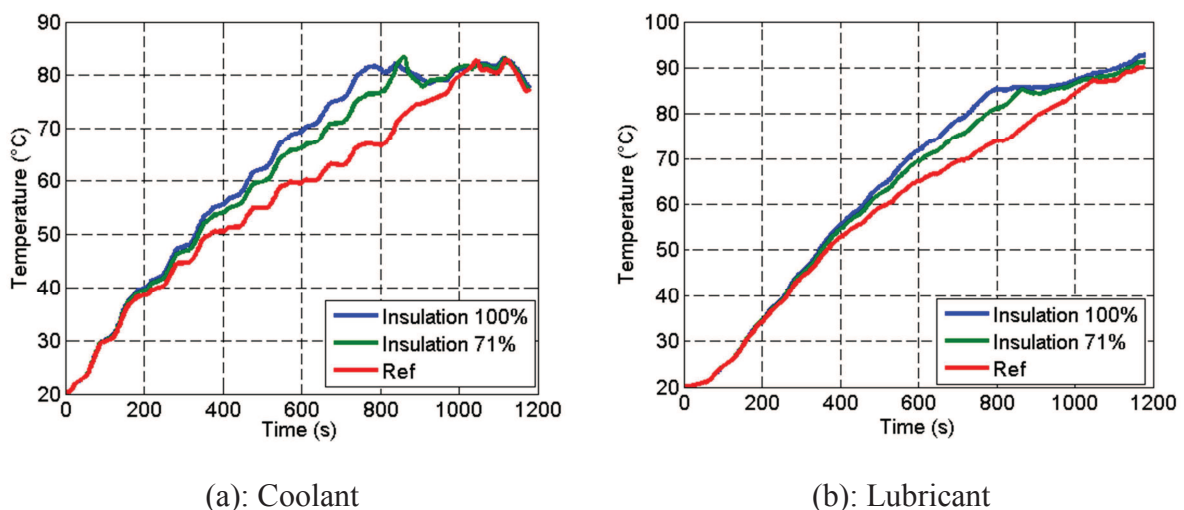 90
80
70
60
50
40
30
20
Temperature (°C)
0
200
400
600
800
1000
1200
Time (s)
Insulation 100%
Insulation 71%
Ref
(a): Coolant
100
90
80
70
60
50
40
30
20
Temperature (°C)
0
200
400
600
800
1000
1200
Time (s)
Insulation 100%
Insulation 71%
Ref
(b): Lubricant